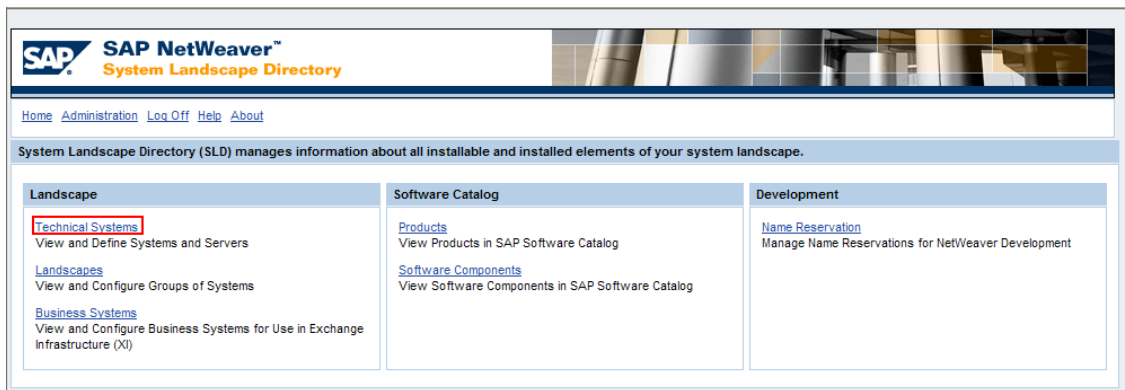 SAP
SAP NetWeaver™
System Landscape Directory
Home Administration Log Off Help About
System Landscape Directory (SLD) manages information about all installable and installed elements of your system landscape.
Landscape
Technical Systems
View and Define Systems and Servers
Landscapes
View and Configure Groups of Systems
Business Systems
View and Configure Business Systems for Use in Exchange
Infrastructure (XI)
Software Catalog
Products
View Products in SAP Software Catalog
Software Components
View Software Components in SAP Software Catalog
Development
Name Reservation
Manage Name Reservations for NetWeaver Development